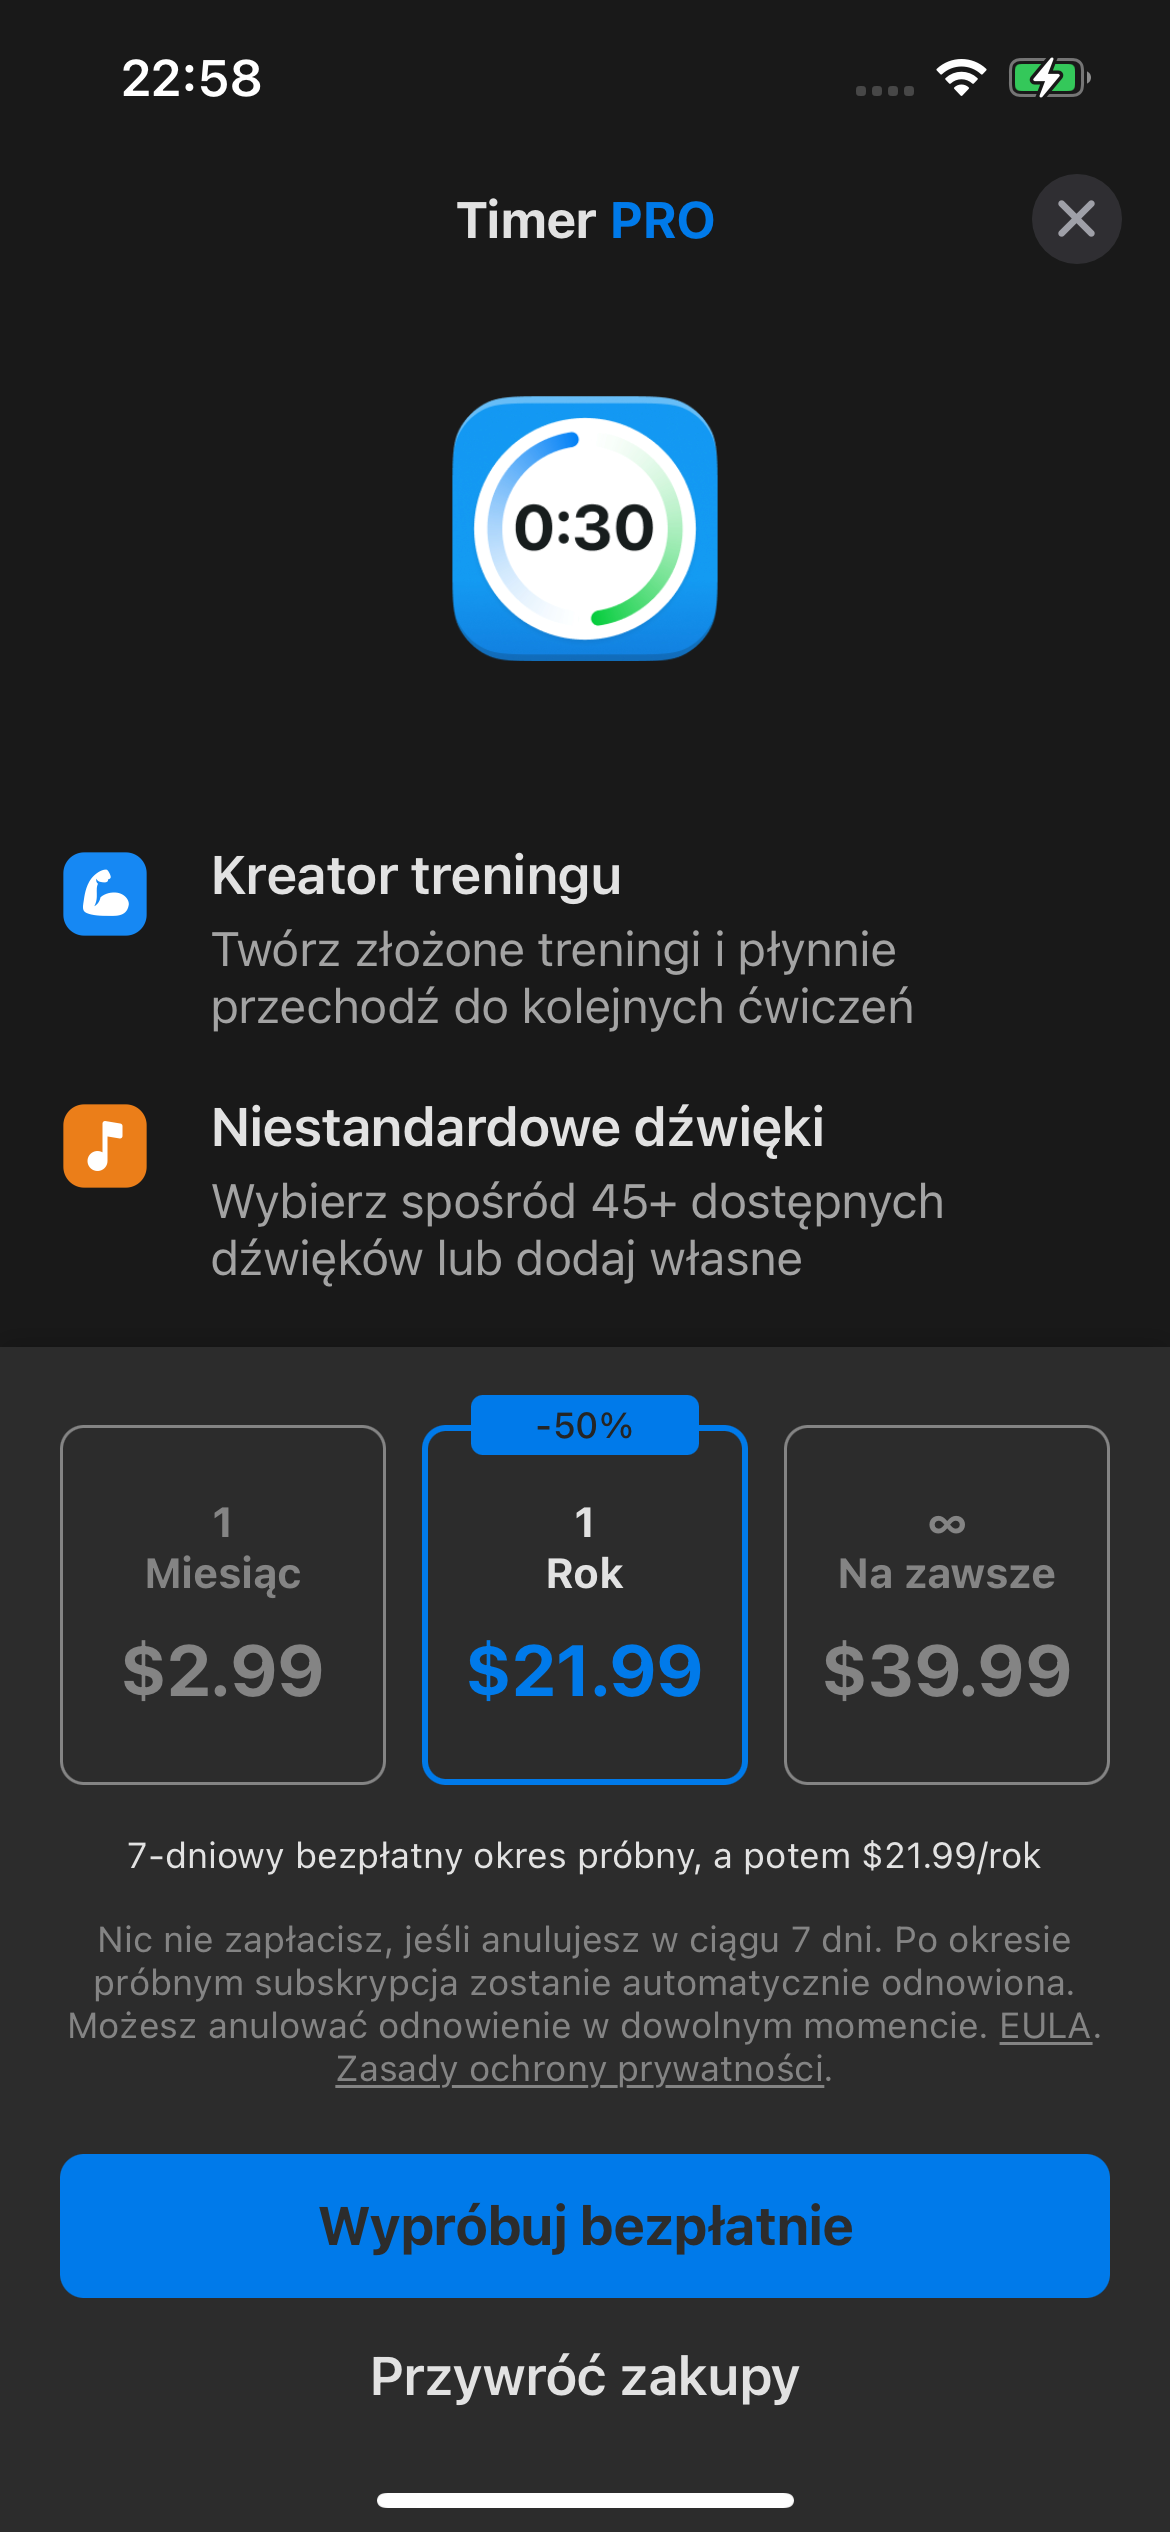 22:58
Timer PRO
0:30
Kreator treningu
Twórz złożone treningi i płynnie
przechodź do kolejnych ćwiczeń
Niestandardowe dźwięki
Wybierz spośród 45+ dostępnych
dźwięków lub dodaj własne
1
Miesiąc
$2.99
-50%
1
Rok
$21.99
∞
Na zawsze
$39.99
7-dniowy bezpłatny okres próbny, a potem $21.99/rok
Nic nie zapłacisz, jeśli anulujesz w ciągu 7 dni. Po okresie
próbnym subskrypcja zostanie automatycznie odnowiona.
Możesz anulować odnowienie w dowolnym momencie. EULA.
Zasady ochrony prywatności.
Wypróbuj bezpłatnie
Przywróć zakupy